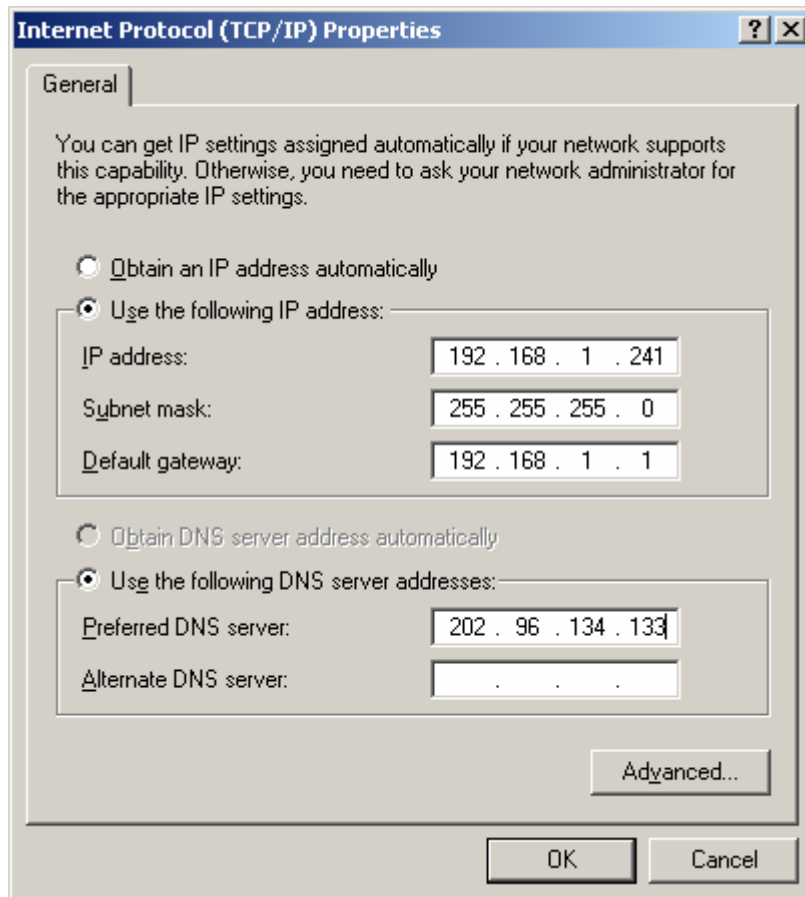 Internet Protocol (TCP/IP) Properties
General
You can get IP settings assigned automatically if your network supports
this capability. Otherwise, you need to ask your network administrator for
the appropriate IP settings.
Obtain an IP address automatically
Use the following IP address:
IP address: 192 . 168 . 1 . 241
Subnet mask: 255 . 255 . 255 . 0
Default gateway: 192 . 168 . 1 . 1
Obtain DNS server address automatically
Use the following DNS server addresses:
Preferred DNS server: 202 . 96 . 134 . 133
Alternate DNS server: . . .
Advanced...
OK Cancel